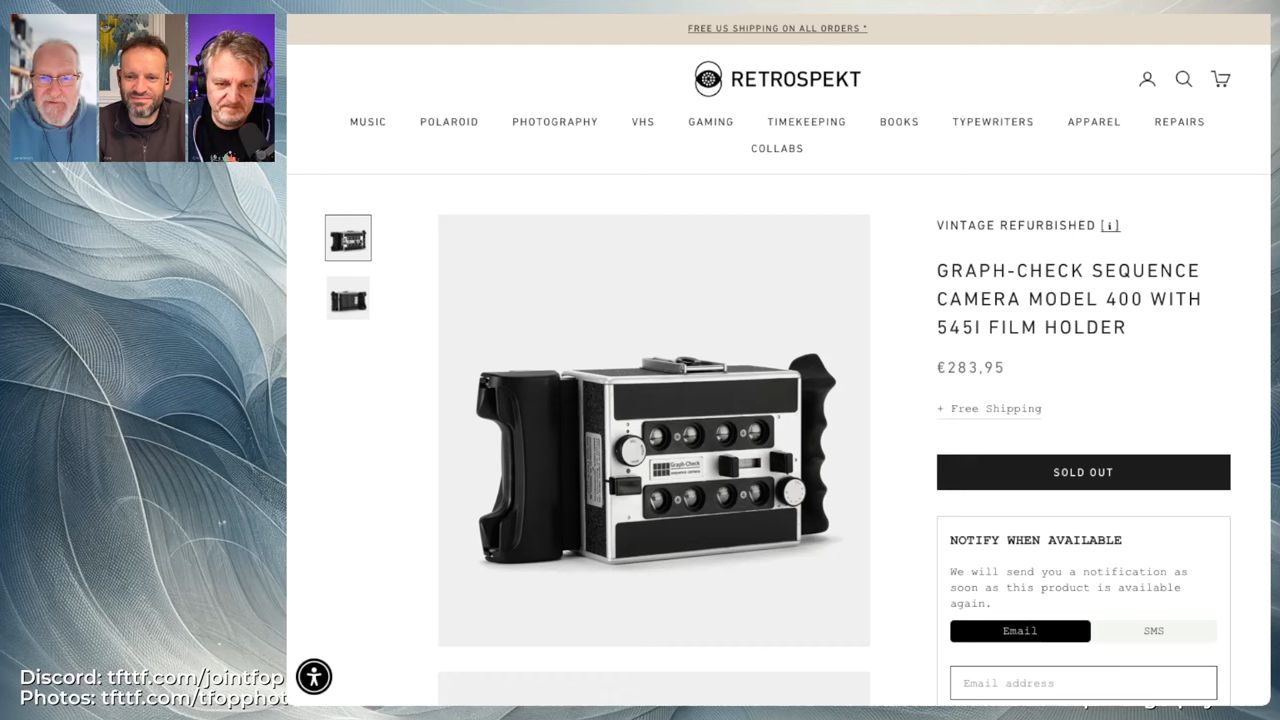 FREE US SHIPPING ON ALL ORDERS *
RETROSPEKT
MUSIC POLAROID PHOTOGRAPHY VHS GAMING TIMEKEEPING BOOKS TYPEWRITERS APPAREL REPAIRS
COLLABS
VINTAGE REFURBISHED [i]
GRAPH-CHECK SEQUENCE
CAMERA MODEL 400 WITH
545I FILM HOLDER
€283,95
+ Free Shipping
SOLD OUT
Graph-Check
sequence camera
NOTIFY WHEN AVAILABLE
We will send you a notification as
soon as this product is available
again.
Email SMS
Email address
Discord: tfttf.com/jointfop
Photos: tfttf.com/tfopphot